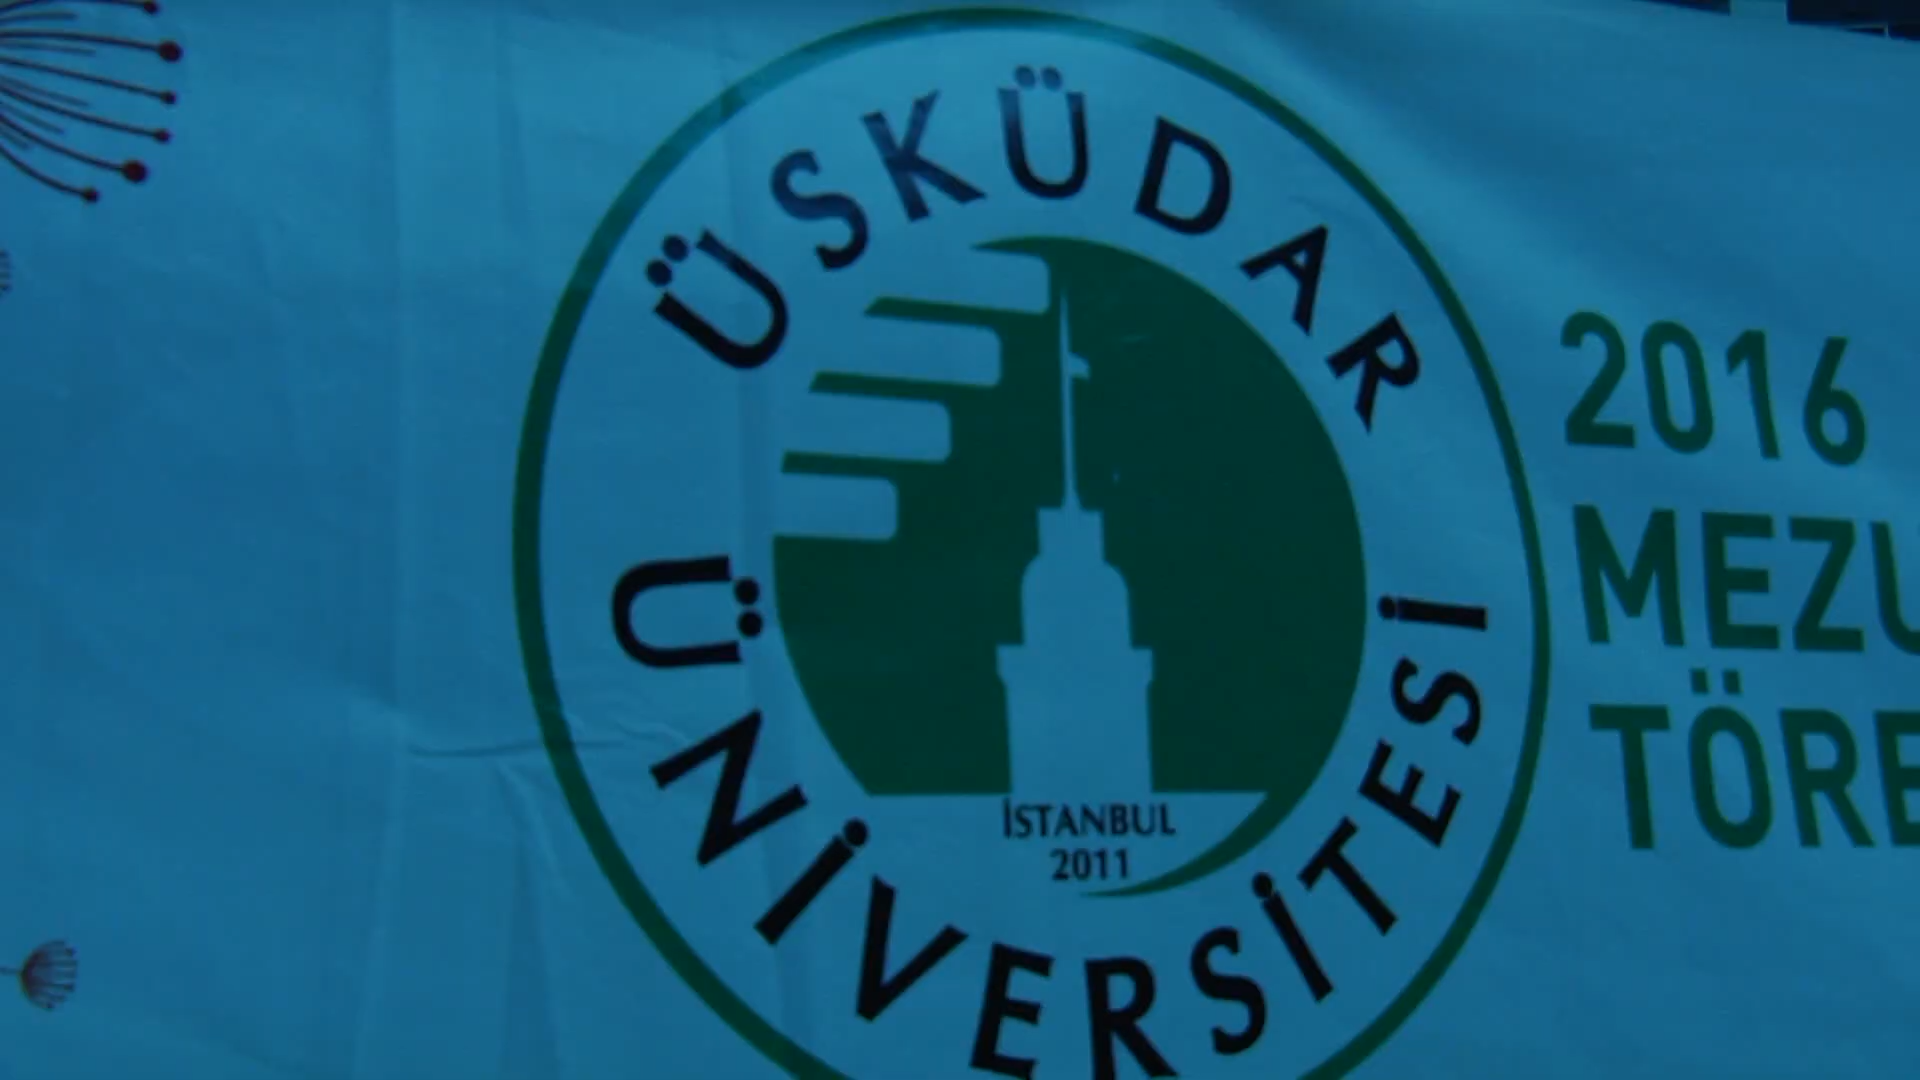 ÜSKÜDAR
ÜNİVERSİTESİ
İSTANBUL
2011
2016